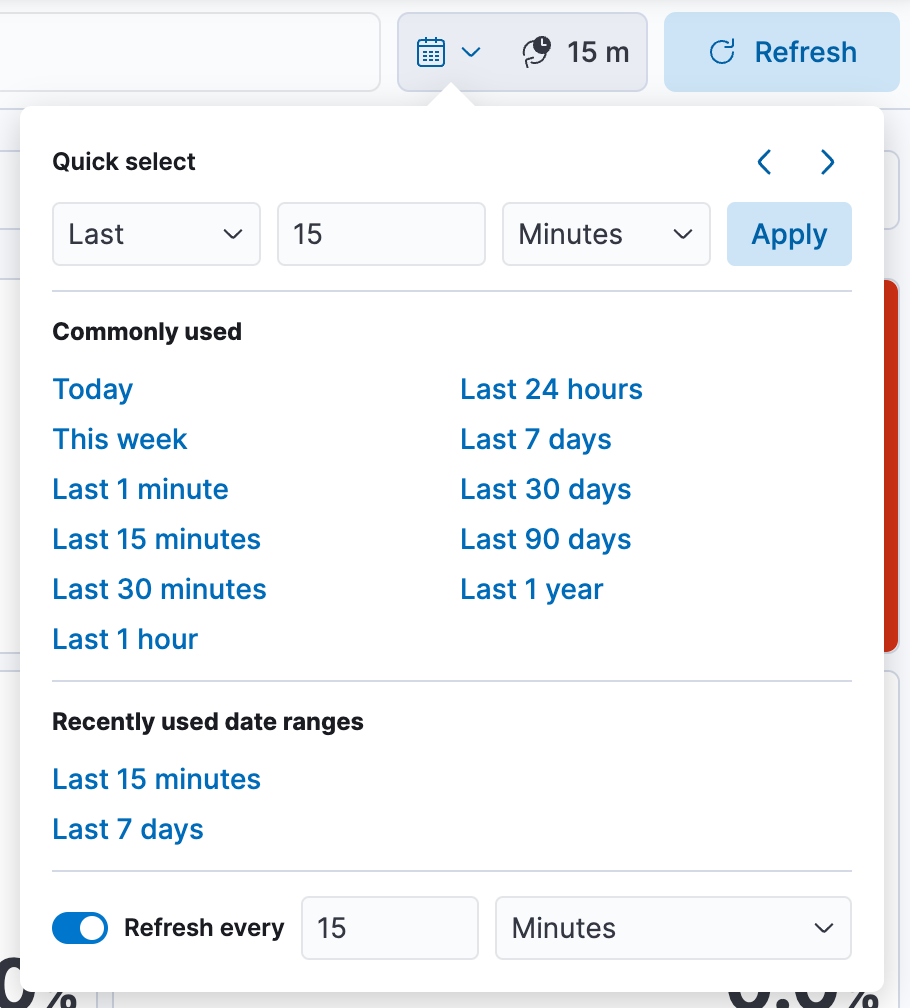 15 m Refresh
Quick select
Last 15 Minutes Apply
Commonly used
Today
This week
Last 1 minute
Last 15 minutes
Last 30 minutes
Last 1 hour
Last 24 hours
Last 7 days
Last 30 days
Last 90 days
Last 1 year
Recently used date ranges
Last 15 minutes
Last 7 days
Refresh every 15 Minutes